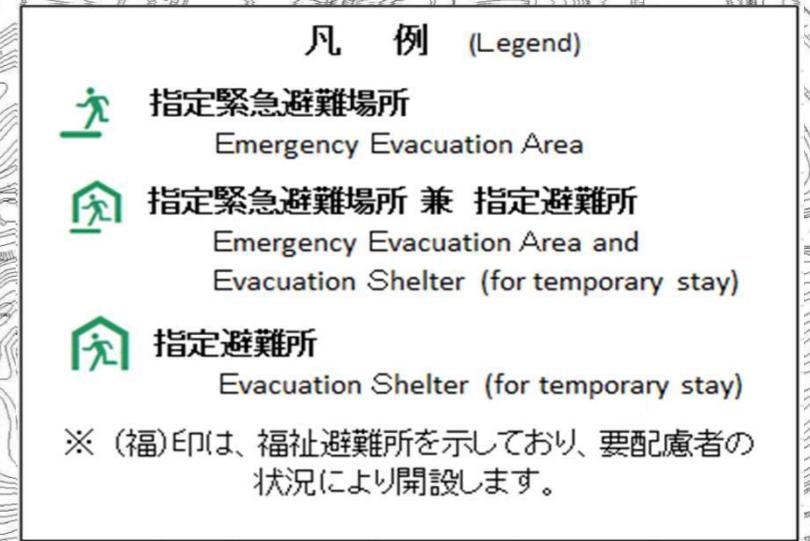 凡 例 (Legend)
指定緊急避難場所
Emergency Evacuation Area
指定緊急避難場所 兼 指定避難所
Emergency Evacuation Area and
Evacuation Shelter (for temporary stay)
指定避難所
Evacuation Shelter (for temporary stay)
※ (福)印は、福祉避難所を示しており、要配慮者の
状況により開設します。